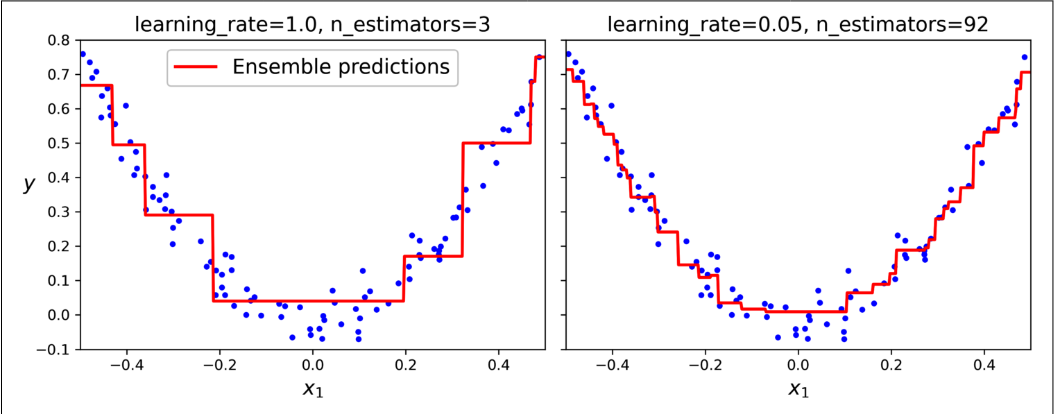 learning_rate=1.0, n_estimators=3
learning_rate=0.05, n_estimators=92
Ensemble predictions
y
0.8
0.7
0.6
0.5
0.4
0.3
0.2
0.1
0.0
−0.1
−0.4 −0.2 0.0 0.2 0.4
−0.4 −0.2 0.0 0.2 0.4
x₁
x₁